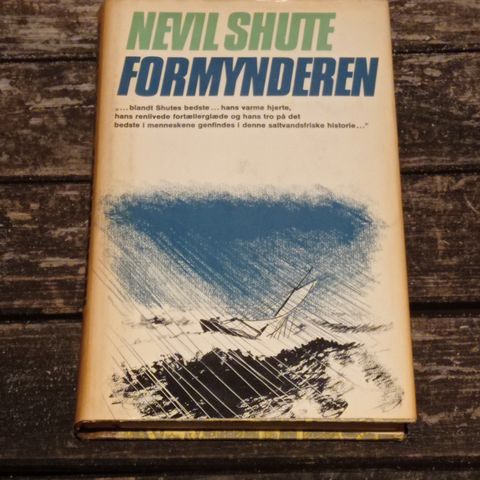 NEVIL SHUTE
FORMYNDEREN
„... blandt Shutes bedste ... hans varme hjerte,
hans renlivede fortællerglæde og hans tro på det
bedste i menneskene genfindes i denne saltvandsfriske historie ..."